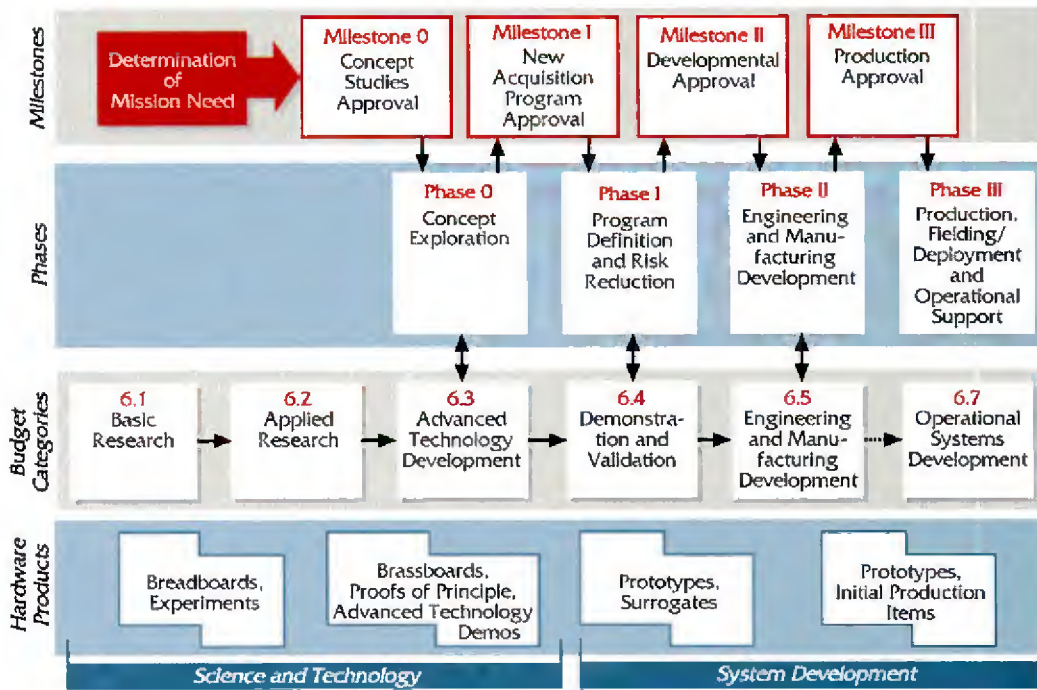 Milestones
Determination
of
Mission Need
Milestone 0
Concept
Studies
Approval
Milestone I
New
Acquisition
Program
Approval
Milestone II
Developmental
Approval
Milestone III
Production
Approval
Phases
Phase 0
Concept
Exploration
Phase I
Program
Definition
and Risk
Reduction
Phase II
Engineering
and Manu-
facturing
Development
Phase III
Production,
Fielding/
Deployment
and
Operational
Support
Budget
Categories
6.1
Basic
Research
6.2
Applied
Research
6.3
Advanced
Technology
Development
6.4
Demonstra-
tion and
Validation
6.5
Engineering
and Manu-
facturing
Development
6.7
Operational
Systems
Development
Hardware
Products
Breadboards,
Experiments
Brassboards,
Proofs of Principle,
Advanced Technology
Demos
Prototypes,
Surrogates
Prototypes,
Initial Production
Items
Science and Technology
System Development